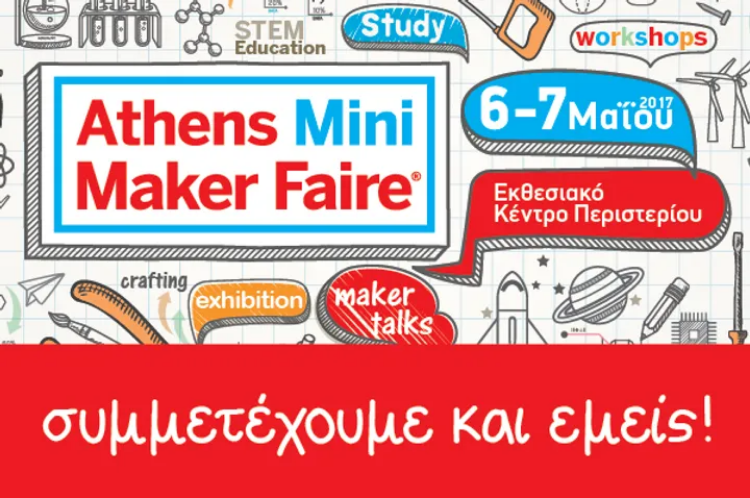 STEM
Education
Study
workshops
Athens Mini
Maker Faire®
6-7 Μαΐου 2017
Εκθεσιακό
Κέντρο Περιστερίου
crafting
exhibition
maker
talks
συμμετέχουμε και εμείς!